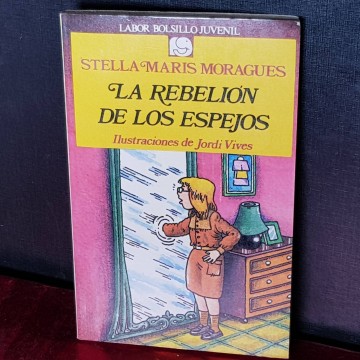 LABOR BOLSILLO JUVENIL
STELLA MARIS MORAGUES
LA REBELIÓN
DE LOS ESPEJOS
Ilustraciones de Jordi Vives